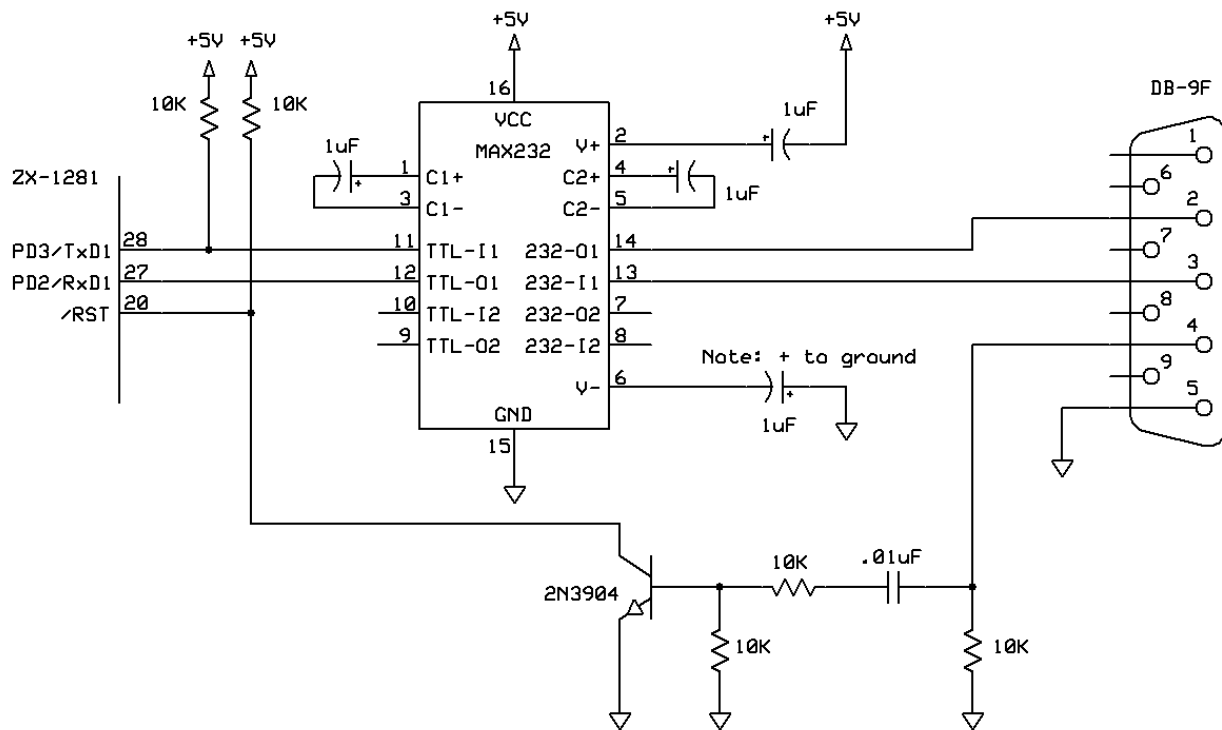 +5V
+5V
+5V
+5V
10K
10K
16
VCC
MAX232
1uF
1uF
1uF
DB-9F
ZX-1281
1 C1+
3 C1-
V+ 2
C2+ 4
C2- 5
PD3/TxD1 28
PD2/RxD1 27
/RST 20
11 TTL-I1
12 TTL-O1
10 TTL-I2
9 TTL-O2
232-O1 14
232-I1 13
232-O2 7
232-I2 8
V- 6
GND
15
Note: + to ground
1uF
1
6
2
7
3
8
4
9
5
2N3904
10K
.01uF
10K
10K